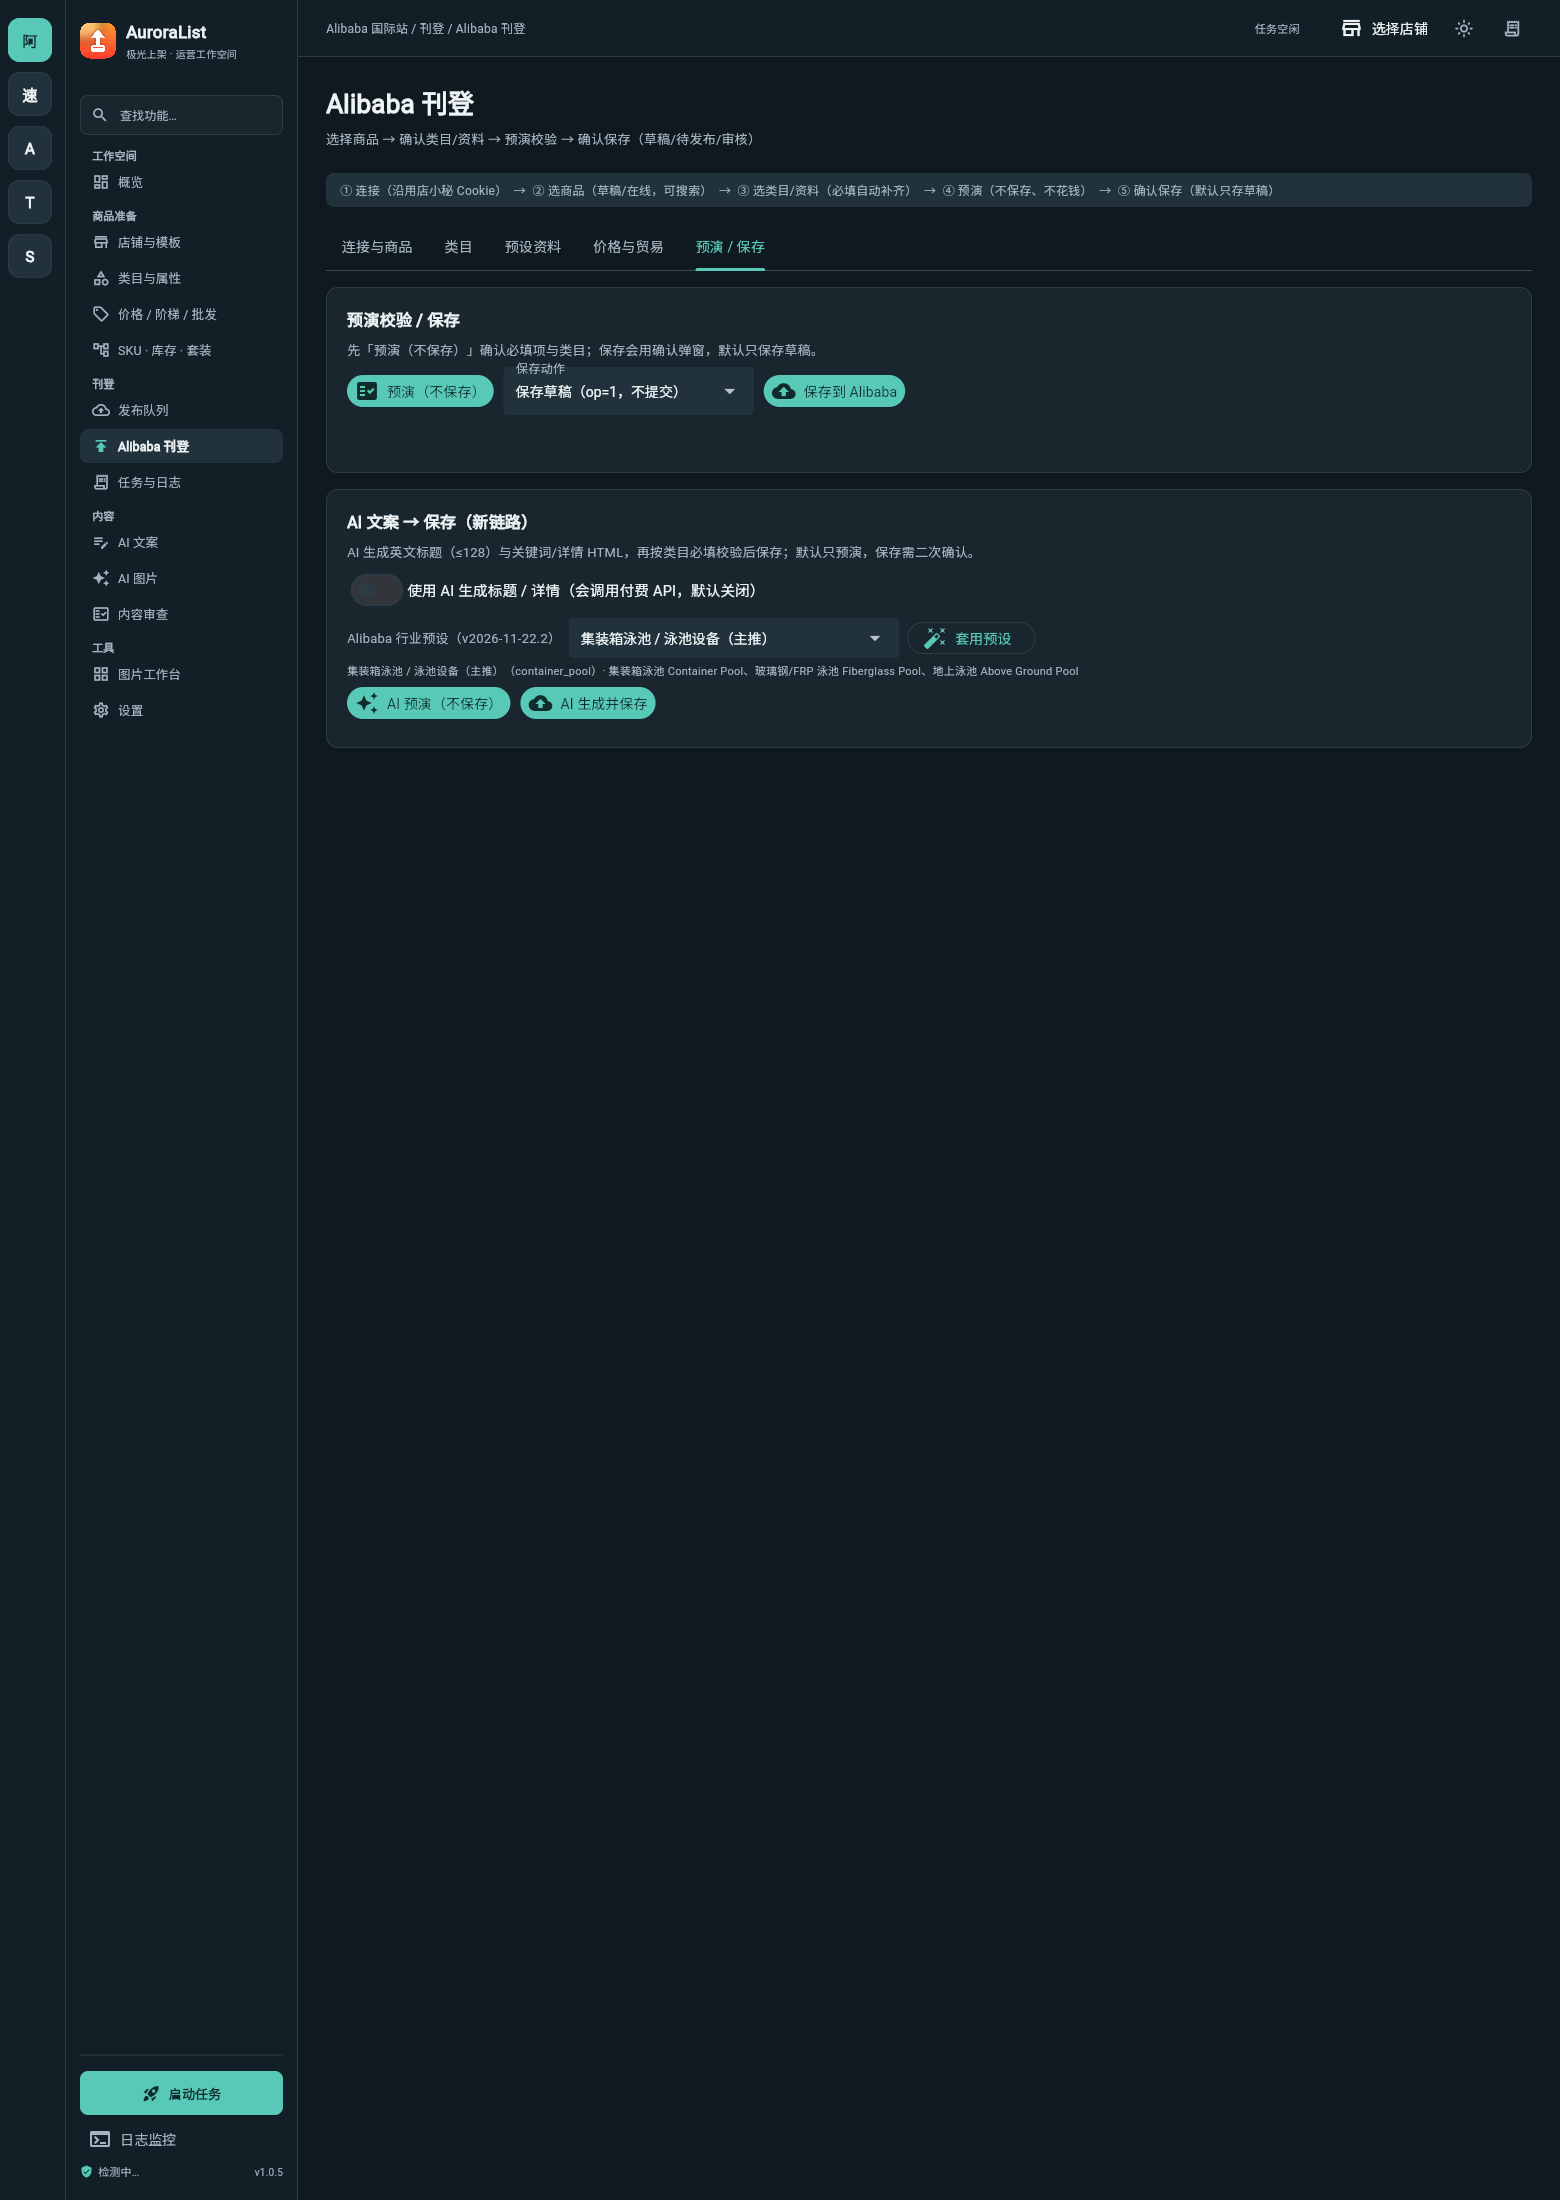 阿
速
A
T
S
AuroraList
极光上架 · 运营工作空间
查找功能...
工作空间
概览
商品准备
店铺与模板
类目与属性
价格 / 阶梯 / 批发
SKU · 库存 · 套装
刊登
发布队列
Alibaba 刊登
任务与日志
内容
AI 文案
AI 图片
内容审查
工具
图片工作台
设置
启动任务
日志监控
检测中... v1.0.5
Alibaba 国际站 / 刊登 / Alibaba 刊登
任务空闲
选择店铺
Alibaba 刊登
选择商品 → 确认类目/资料 → 预演校验 → 确认保存（草稿/待发布/审核）
① 连接（沿用店小秘 Cookie） → ② 选商品（草稿/在线，可搜索） → ③ 选类目/资料（必填自动补齐） → ④ 预演（不保存、不花钱） → ⑤ 确认保存（默认只存草稿）
连接与商品 类目 预设资料 价格与贸易 预演 / 保存
预演校验 / 保存
先「预演（不保存）」确认必填项与类目；保存会用确认弹窗，默认只保存草稿。
保存动作
预演（不保存） 保存草稿（op=1，不提交） 保存到 Alibaba
AI 文案 → 保存（新链路）
AI 生成英文标题（≤128）与关键词/详情 HTML，再按类目必填校验后保存；默认只预演，保存需二次确认。
使用 AI 生成标题 / 详情（会调用付费 API，默认关闭）
Alibaba 行业预设（v2026-11-22.2） 集装箱泳池 / 泳池设备（主推） 套用预设
集装箱泳池 / 泳池设备（主推）（container_pool）· 集装箱泳池 Container Pool、玻璃钢/FRP 泳池 Fiberglass Pool、地上泳池 Above Ground Pool
AI 预演（不保存） AI 生成并保存